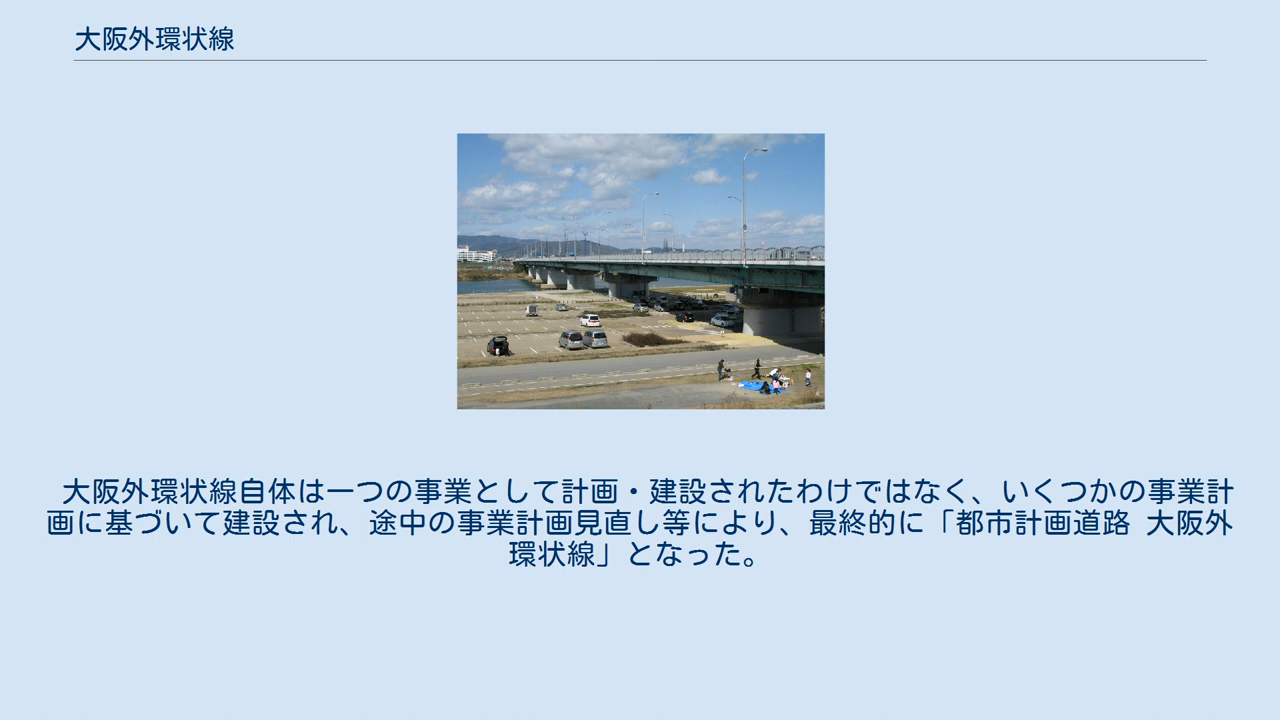 大阪外環状線
大阪外環状線自体は一つの事業として計画・建設されたわけではなく、いくつかの事業計
画に基づいて建設され、途中の事業計画見直し等により、最終的に「都市計画道路 大阪外
環状線」となった。